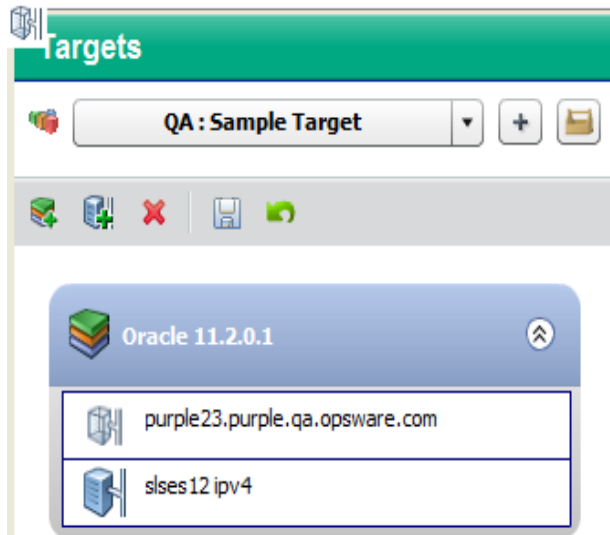 Targets
QA : Sample Target
Oracle 11.2.0.1
purple23.purple.qa.opsware.com
slses12 ipv4